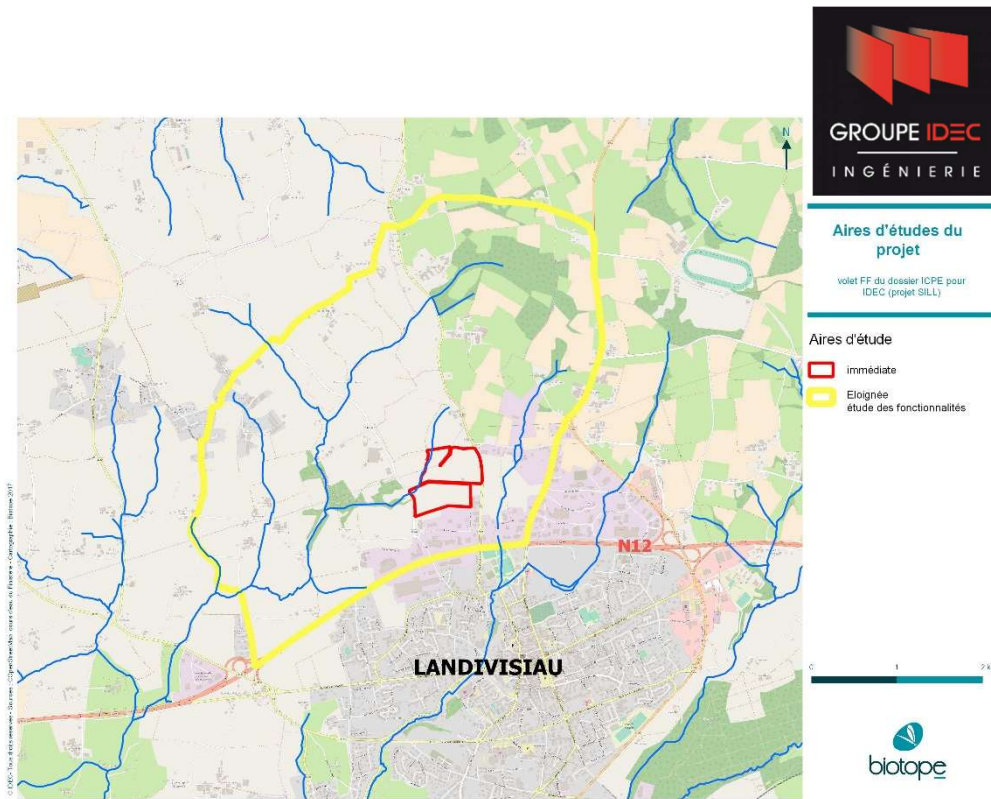 GROUPE IDEC
INGÉNIERIE
Aires d'études du
projet
volet FF du dossier ICPE pour
IDEC (projet SILL)
Aires d'étude
immédiate
Eloignée
étude des fonctionnalités
N
N12
LANDIVISIAU
0 1 2 k
biotope